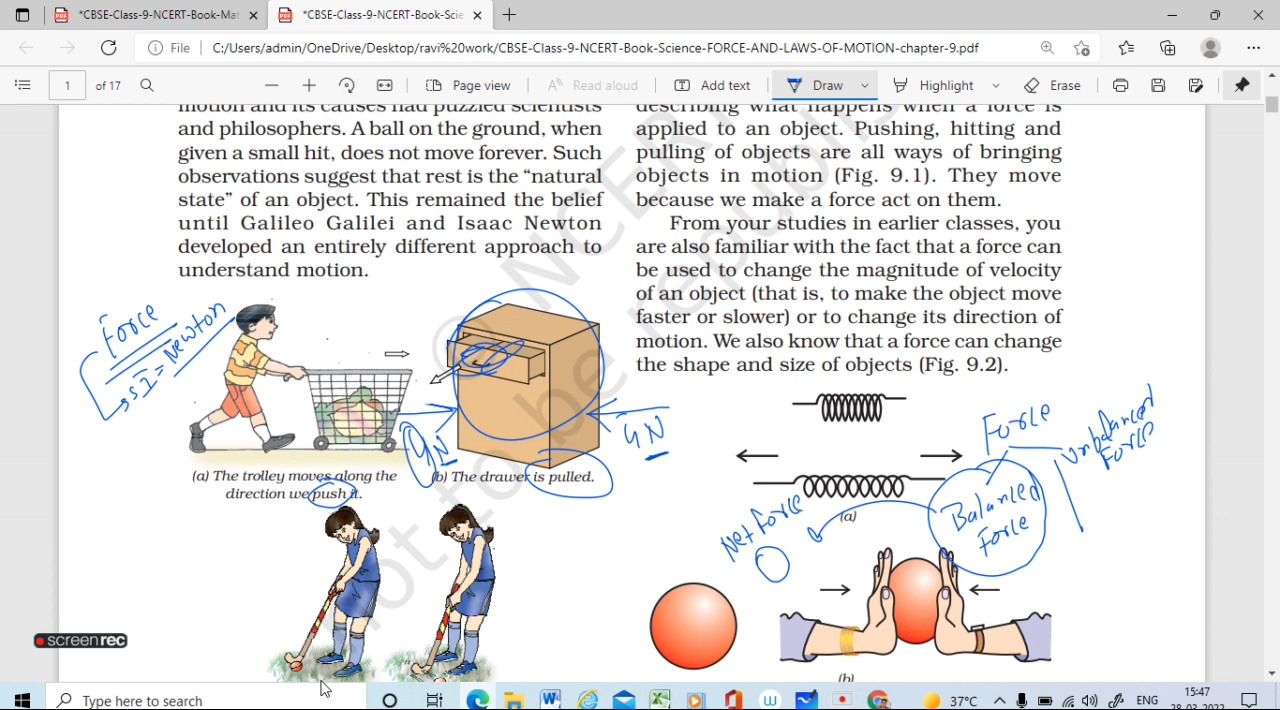 *CBSE-Class-9-NCERT-Book-Mat
*CBSE-Class-9-NCERT-Book-Scie
File
C:/Users/admin/OneDrive/Desktop/ravi%20work/CBSE-Class-9-NCERT-Book-Science-FORCE-AND-LAWS-OF-MOTION-chapter-9.pdf
1 of 17
Page view
Read aloud
Add text
Draw
Highlight
Erase
motion and its causes had puzzled scientists
and philosophers. A ball on the ground, when
given a small hit, does not move forever. Such
observations suggest that rest is the “natural
state” of an object. This remained the belief
until Galileo Galilei and Isaac Newton
developed an entirely different approach to
understand motion.
Force
S.I = Newton
9N
9N
(a) The trolley moves along the
direction we push it.
(b) The drawer is pulled.
describing what happens when a force is
applied to an object. Pushing, hitting and
pulling of objects are all ways of bringing
objects in motion (Fig. 9.1). They move
because we make a force act on them.
From your studies in earlier classes, you
are also familiar with the fact that a force can
be used to change the magnitude of velocity
of an object (that is, to make the object move
faster or slower) or to change its direction of
motion. We also know that a force can change
the shape and size of objects (Fig. 9.2).
Force
Unbalanced
Force
Balanced
Force
Net Force
0
(a)
(b)
© NCERT
not to be republis
screenrec
Type here to search
37°C
ENG
15:47
28-03-2022